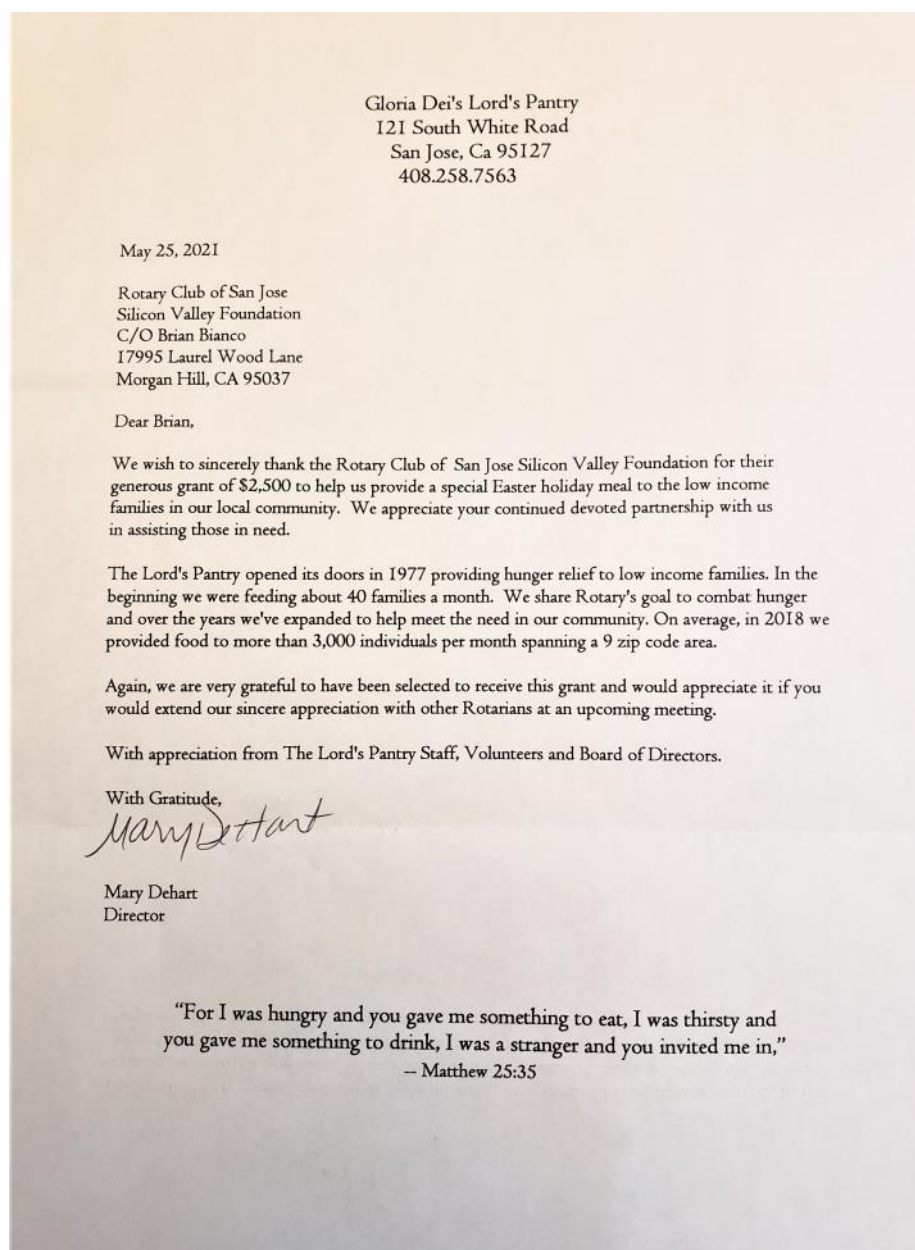 Gloria Dei's Lord's Pantry
121 South White Road
San Jose, Ca 95127
408.258.7563
May 25, 2021
Rotary Club of San Jose
Silicon Valley Foundation
C/O Brian Bianco
17995 Laurel Wood Lane
Morgan Hill, CA 95037
Dear Brian,
We wish to sincerely thank the Rotary Club of San Jose Silicon Valley Foundation for their
generous grant of $2,500 to help us provide a special Easter holiday meal to the low income
families in our local community. We appreciate your continued devoted partnership with us
in assisting those in need.
The Lord's Pantry opened its doors in 1977 providing hunger relief to low income families. In the
beginning we were feeding about 40 families a month. We share Rotary's goal to combat hunger
and over the years we've expanded to help meet the need in our community. On average, in 2018 we
provided food to more than 3,000 individuals per month spanning a 9 zip code area.
Again, we are very grateful to have been selected to receive this grant and would appreciate it if you
would extend our sincere appreciation with other Rotarians at an upcoming meeting.
With appreciation from The Lord's Pantry Staff, Volunteers and Board of Directors.
With Gratitude,
Mary DeHart
Mary Dehart
Director
“For I was hungry and you gave me something to eat, I was thirsty and
you gave me something to drink, I was a stranger and you invited me in,”
-- Matthew 25:35